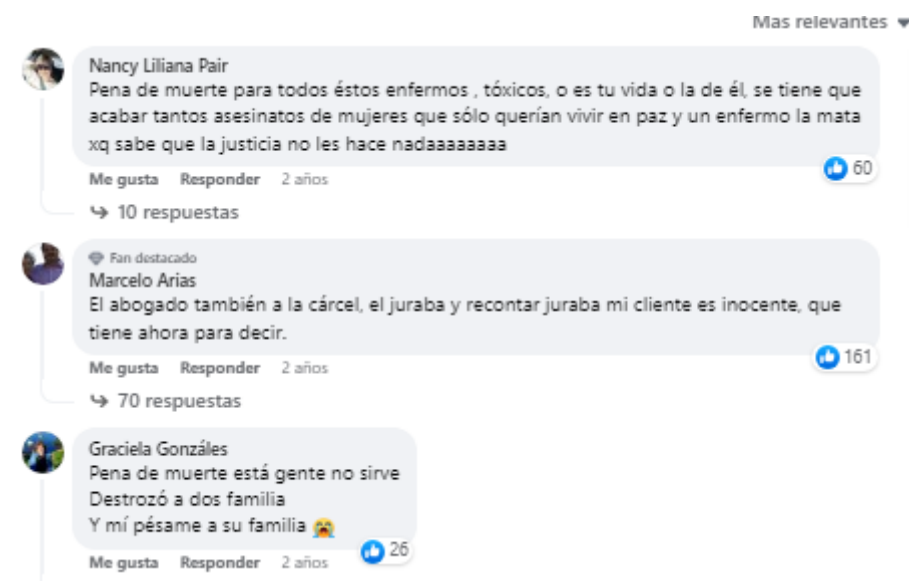 Mas relevantes
Nancy Liliana Pair
Pena de muerte para todos éstos enfermos , tóxicos, o es tu vida o la de él, se tiene que
acabar tantos asesinatos de mujeres que sólo querían vivir en paz y un enfermo la mata
xq sabe que la justicia no les hace nadaaaaaaaa
60
Me gusta Responder 2 años
10 respuestas
Fan destacado
Marcelo Arias
El abogado también a la cárcel, el juraba y recontar juraba mi cliente es inocente, que
tiene ahora para decir.
161
Me gusta Responder 2 años
70 respuestas
Graciela Gonzáles
Pena de muerte está gente no sirve
Destrozó a dos familia
Y mí pésame a su familia 😭
26
Me gusta Responder 2 años